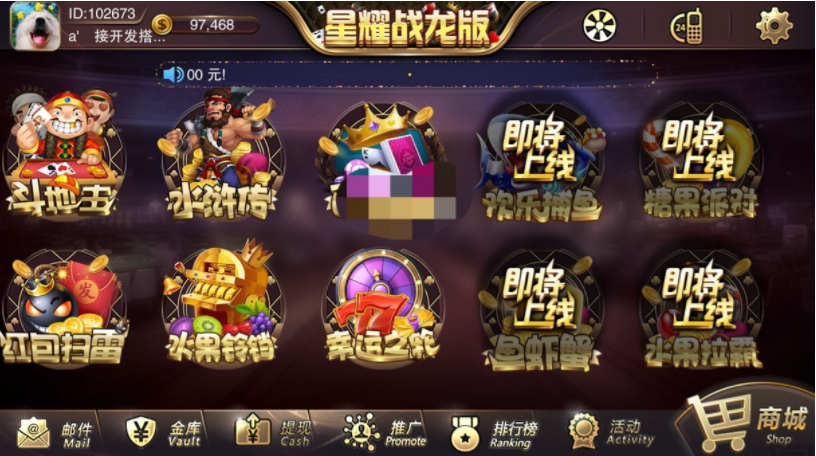 ID:102673
a' 接开发搭...
97,468
星耀战龙版
24
00 元!
斗地主
水浒传
即将
上线
欢乐捕鱼
即将
上线
糖果派对
红包扫雷
发
水果铃铛
幸运之轮
777
即将
上线
鱼虾蟹
即将
上线
水果拉霸
邮件
Mail
金库
Vault
提现
Cash
推广
Promote
排行榜
Ranking
活动
Activity
商城
Shop